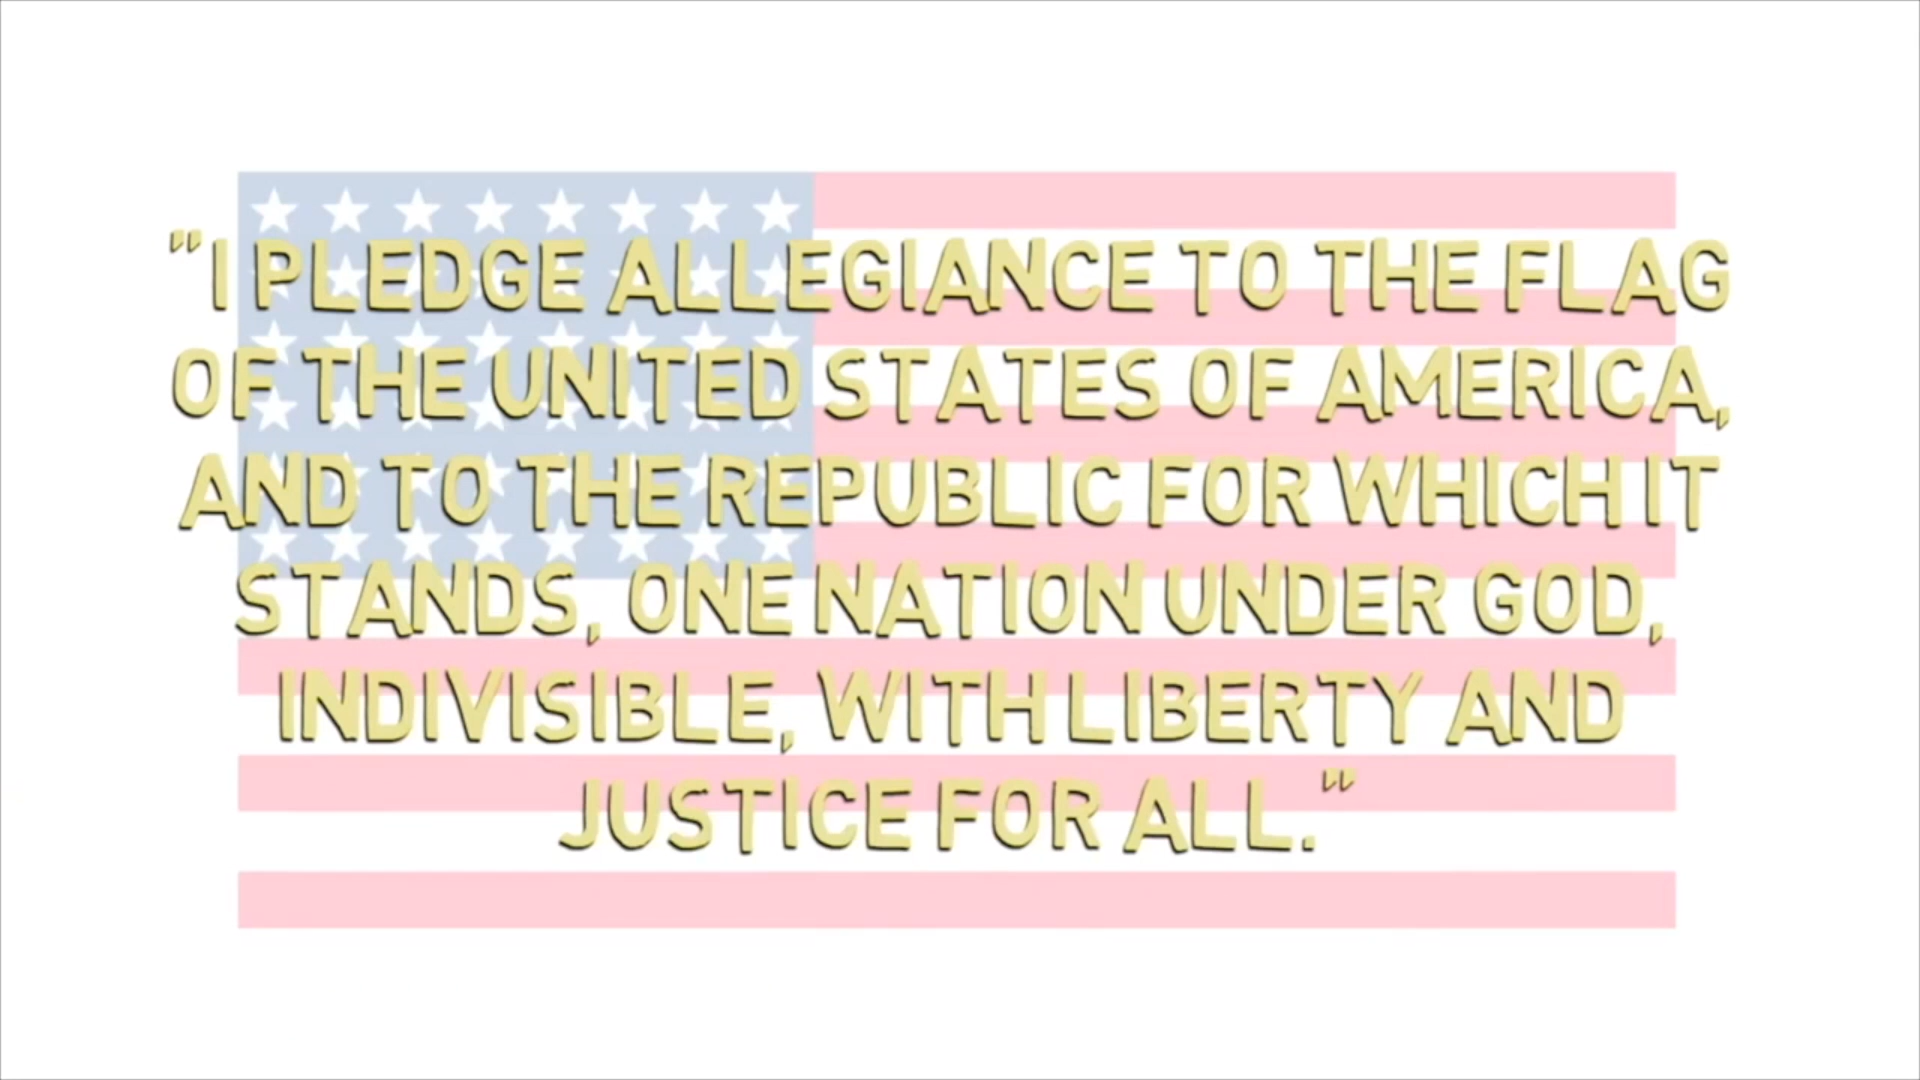 "I PLEDGE ALLEGIANCE TO THE FLAG
OF THE UNITED STATES OF AMERICA,
AND TO THE REPUBLIC FOR WHICH IT
STANDS, ONE NATION UNDER GOD,
INDIVISIBLE, WITH LIBERTY AND
JUSTICE FOR ALL."